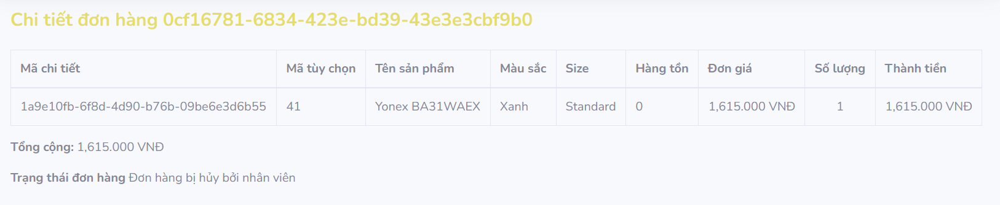 Chi tiết đơn hàng 0cf16781-6834-423e-bd39-43e3e3cbf9b0
Mã chi tiết Mã tùy chọn Tên sản phẩm Màu sắc Size Hàng tồn Đơn giá Số lượng Thành tiền
1a9e10fb-6f8d-4d90-b76b-09be6e3d6b55 41 Yonex BA31WAEX Xanh Standard 0 1,615.000 VNĐ 1 1,615.000 VNĐ
Tổng cộng: 1,615.000 VNĐ
Trạng thái đơn hàng Đơn hàng bị hủy bởi nhân viên